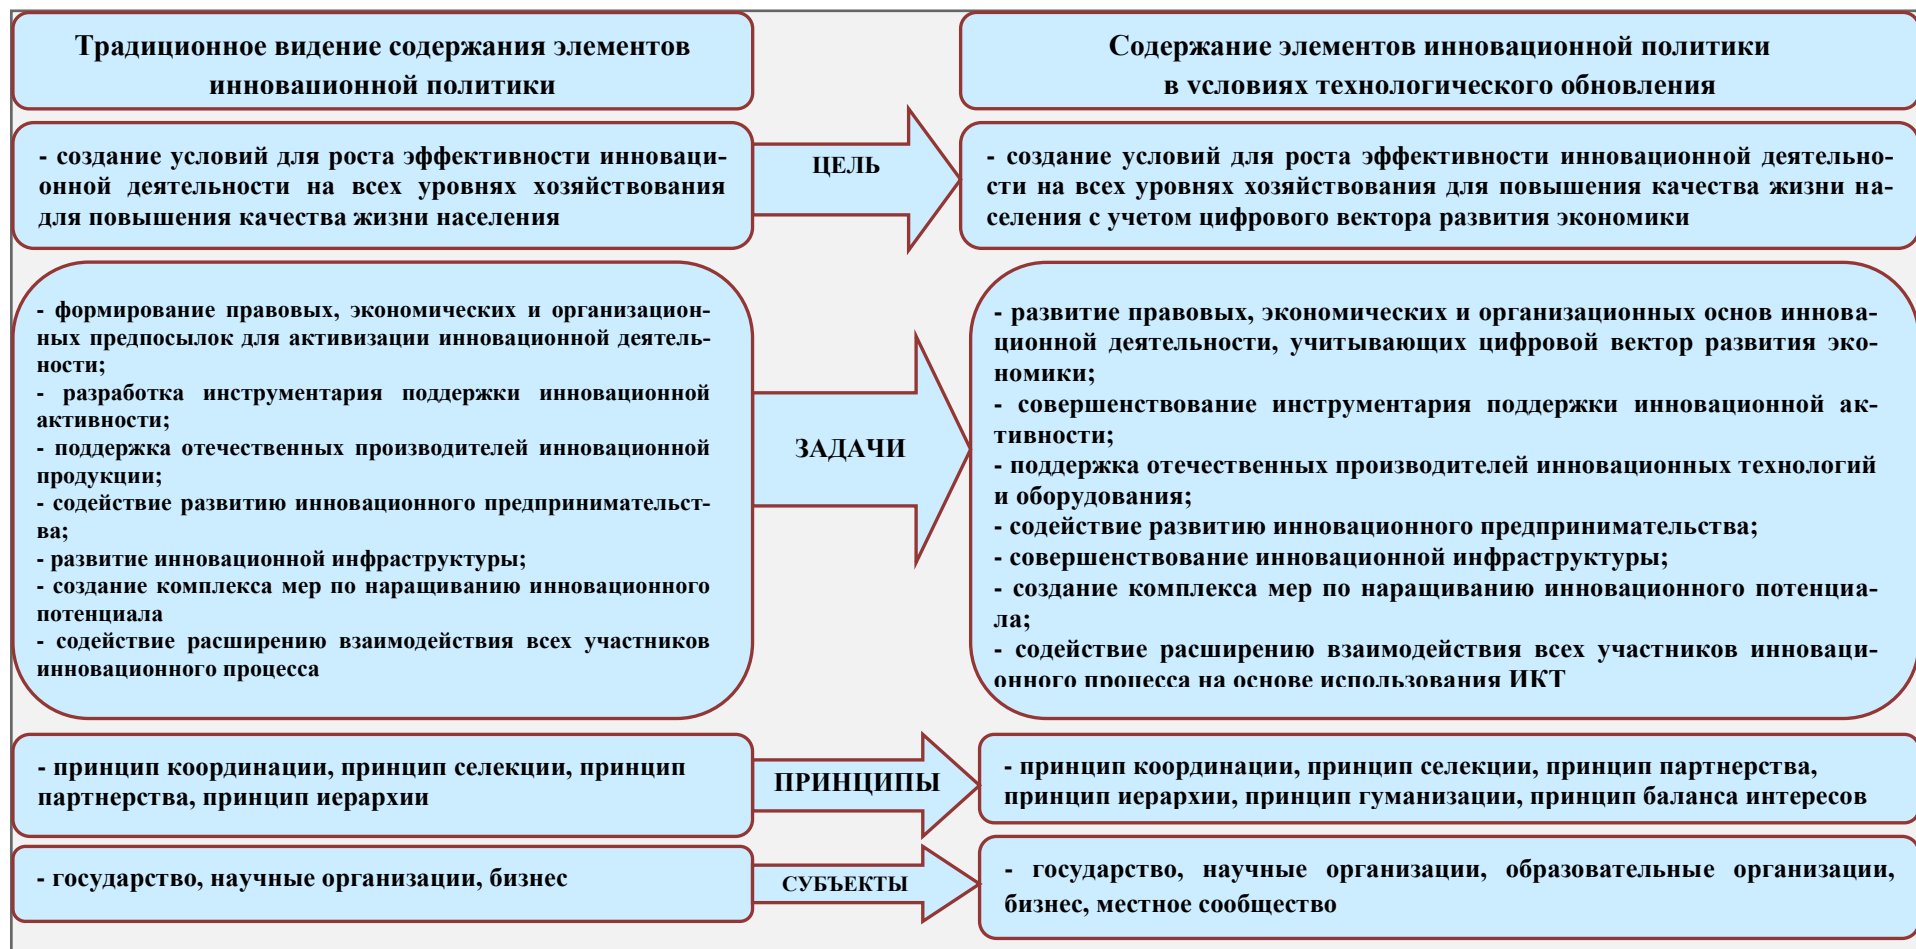 Традиционное видение содержания элементов
инновационной политики
Содержание элементов инновационной политики
в условиях технологического обновления
- создание условий для роста эффективности инноваци-
онной деятельности на всех уровнях хозяйствования
для повышения качества жизни населения
ЦЕЛЬ
- создание условий для роста эффективности инновационной деятельно-
сти на всех уровнях хозяйствования для повышения качества жизни на-
селения с учетом цифрового вектора развития экономики
- формирование правовых, экономических и организацион-
ных предпосылок для активизации инновационной деятель-
ности;
- разработка инструментария поддержки инновационной
активности;
- поддержка отечественных производителей инновационной
продукции;
- содействие развитию инновационного предпринимательст-
ва;
- развитие инновационной инфраструктуры;
- создание комплекса мер по наращиванию инновационного
потенциала
- содействие расширению взаимодействия всех участников
инновационного процесса
ЗАДАЧИ
- развитие правовых, экономических и организационных основ иннова-
ционной деятельности, учитывающих цифровой вектор развития эко-
номики;
- совершенствование инструментария поддержки инновационной ак-
тивности;
- поддержка отечественных производителей инновационных технологий
и оборудования;
- содействие развитию инновационного предпринимательства;
- совершенствование инновационной инфраструктуры;
- создание комплекса мер по наращиванию инновационного потенциа-
ла;
- содействие расширению взаимодействия всех участников инноваци-
онного процесса на основе использования ИКТ
- принцип координации, принцип селекции, принцип
партнерства, принцип иерархии
ПРИНЦИПЫ
- принцип координации, принцип селекции, принцип партнерства,
принцип иерархии, принцип гуманизации, принцип баланса интересов
- государство, научные организации, бизнес
СУБЪЕКТЫ
- государство, научные организации, образовательные организации,
бизнес, местное сообщество